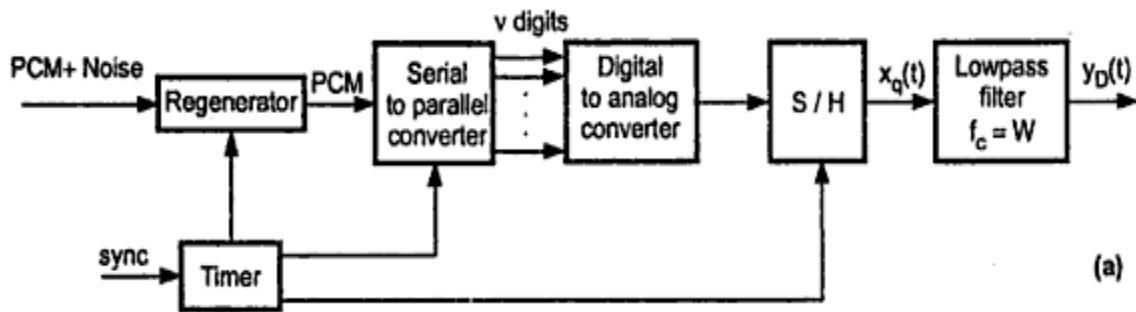 v digits
PCM+ Noise
Regenerator
PCM
Serial
to parallel
converter
Digital
to analog
converter
S / H
x_q(t)
Lowpass
filter
f_c = W
y_D(t)
sync
Timer
(a)